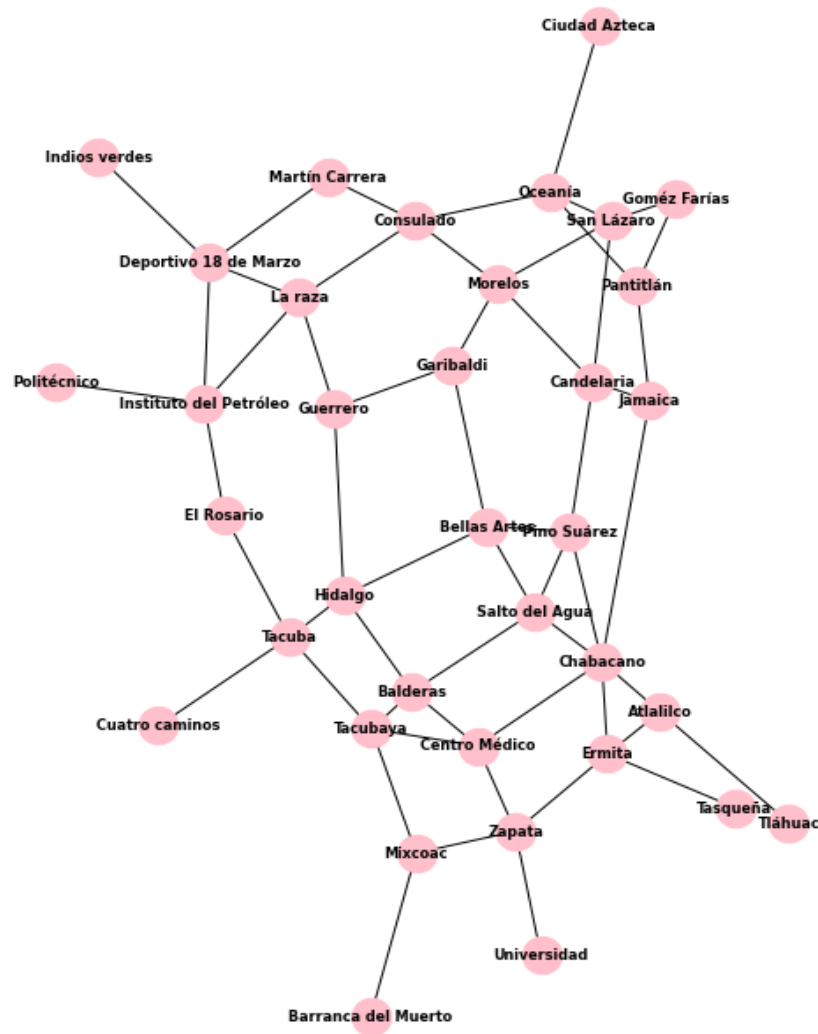 Ciudad Azteca
Indios verdes
Martín Carrera
Oceanía
Goméz Farías
Consulado
San Lázaro
Deportivo 18 de Marzo
La raza
Morelos
Pantitlán
Garibaldi
Politécnico
Candelaria
Instituto del Petróleo
Guerrero
Jamaica
El Rosario
Bellas Artes
Pino Suárez
Hidalgo
Salto del Agua
Tacuba
Chabacano
Balderas
Atlalilco
Cuatro caminos
Tacubaya
Centro Médico
Ermita
Tasqueña
Tláhuac
Zapata
Mixcoac
Universidad
Barranca del Muerto